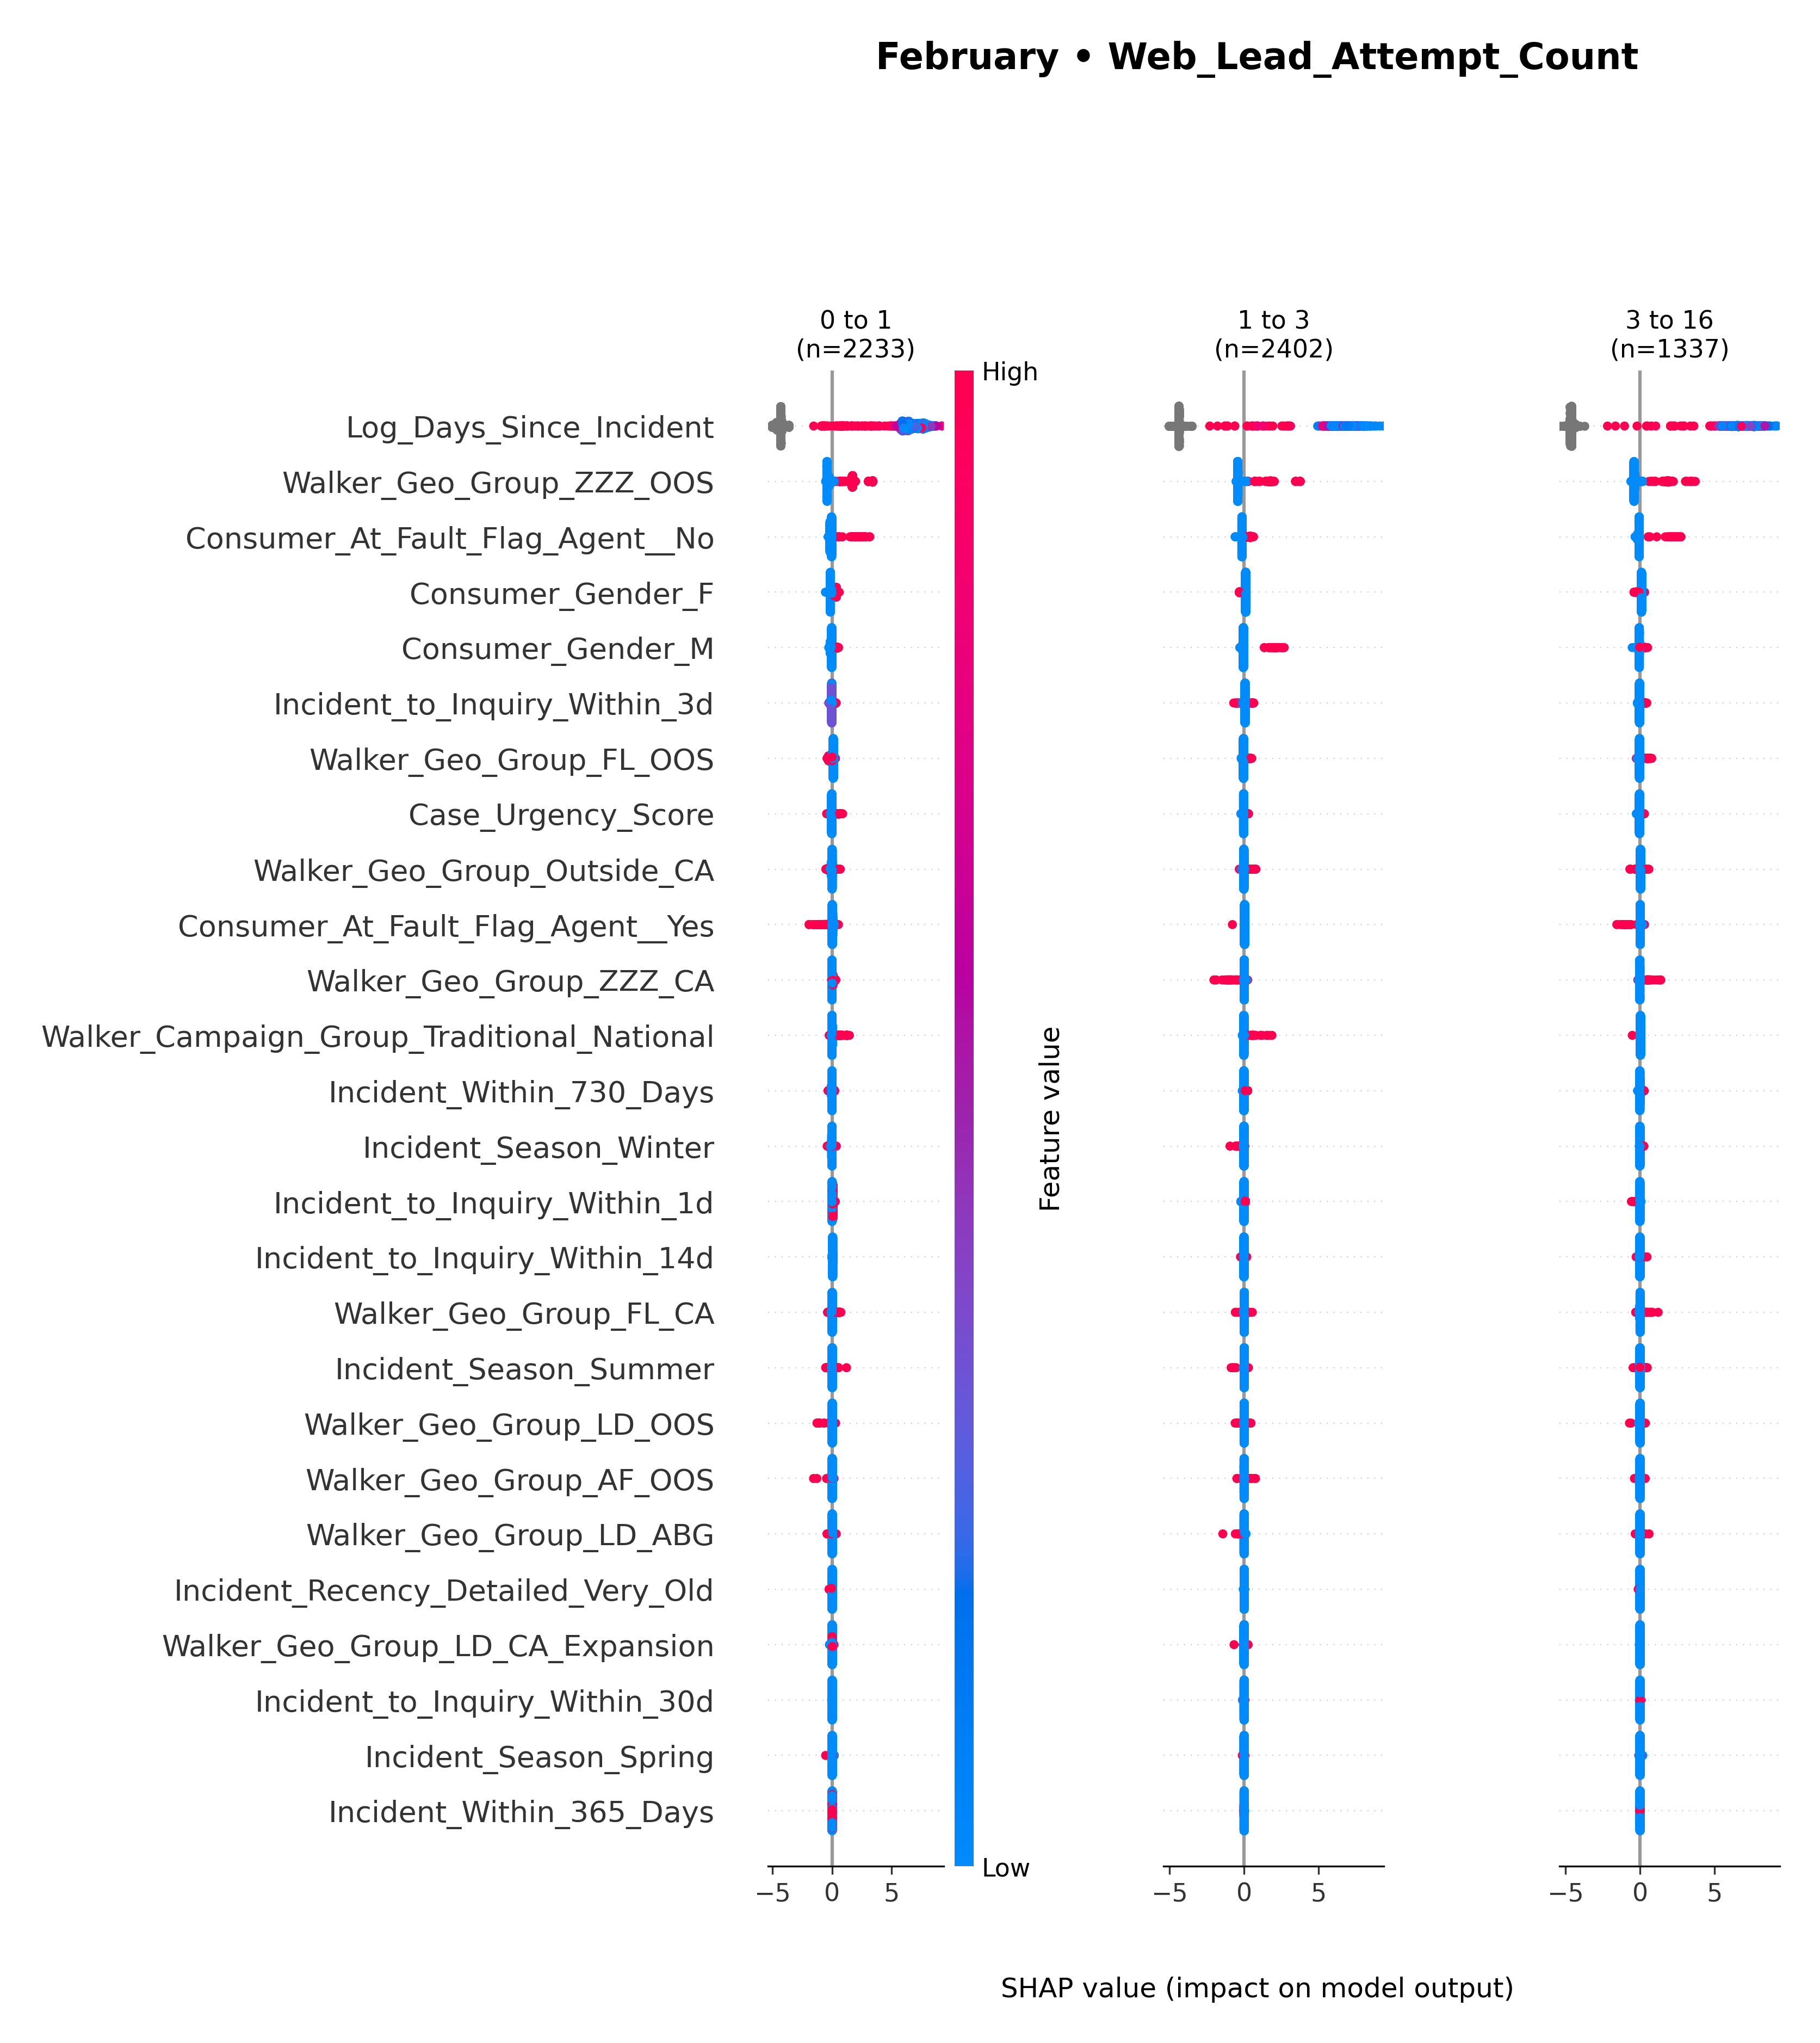 February • Web_Lead_Attempt_Count
0 to 1
(n=2233)
1 to 3
(n=2402)
3 to 16
(n=1337)
High
Log_Days_Since_Incident
Walker_Geo_Group_ZZZ_OOS
Consumer_At_Fault_Flag_Agent__No
Consumer_Gender_F
Consumer_Gender_M
Incident_to_Inquiry_Within_3d
Walker_Geo_Group_FL_OOS
Case_Urgency_Score
Walker_Geo_Group_Outside_CA
Consumer_At_Fault_Flag_Agent__Yes
Walker_Geo_Group_ZZZ_CA
Walker_Campaign_Group_Traditional_National
Incident_Within_730_Days
Incident_Season_Winter
Incident_to_Inquiry_Within_1d
Incident_to_Inquiry_Within_14d
Walker_Geo_Group_FL_CA
Incident_Season_Summer
Walker_Geo_Group_LD_OOS
Walker_Geo_Group_AF_OOS
Walker_Geo_Group_LD_ABG
Incident_Recency_Detailed_Very_Old
Walker_Geo_Group_LD_CA_Expansion
Incident_to_Inquiry_Within_30d
Incident_Season_Spring
Incident_Within_365_Days
Feature value
Low
−5 0 5
−5 0 5
−5 0 5
SHAP value (impact on model output)